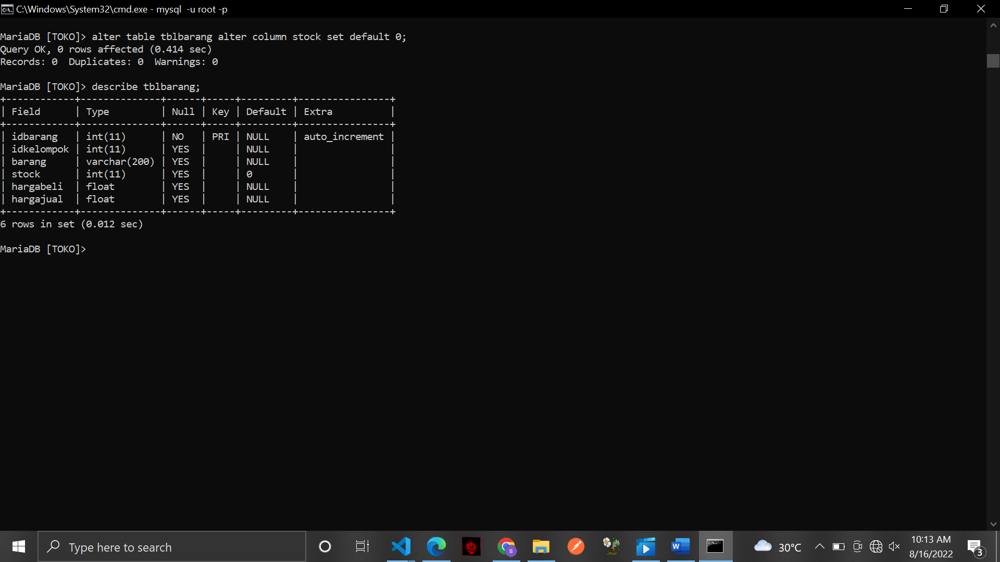 C:\Windows\System32\cmd.exe - mysql  -u root -p
MariaDB [TOKO]> alter table tblbarang alter column stock set default 0;
Query OK, 0 rows affected (0.414 sec)
Records: 0  Duplicates: 0  Warnings: 0
MariaDB [TOKO]> describe tblbarang;
+------------+--------------+------+-----+---------+----------------+
| Field      | Type         | Null | Key | Default | Extra          |
+------------+--------------+------+-----+---------+----------------+
| idbarang   | int(11)      | NO   | PRI | NULL    | auto_increment |
| idkelompok | int(11)      | YES  |     | NULL    |                |
| barang     | varchar(200) | YES  |     | NULL    |                |
| stock      | int(11)      | YES  |     | 0       |                |
| hargabeli  | float        | YES  |     | NULL    |                |
| hargajual  | float        | YES  |     | NULL    |                |
+------------+--------------+------+-----+---------+----------------+
6 rows in set (0.012 sec)
MariaDB [TOKO]>
Type here to search
30°C
10:13 AM
8/16/2022
3